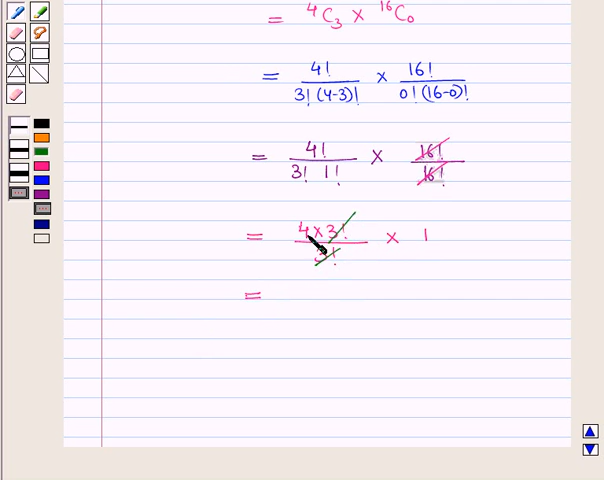 = ⁴C₃ × ¹⁶C₀
= 4! / 3! (4-3)! × 16! / 0! (16-0)!
= 4! / 3! 1! × 16! / 16!
= 4 × 3! / 3! × 1
=